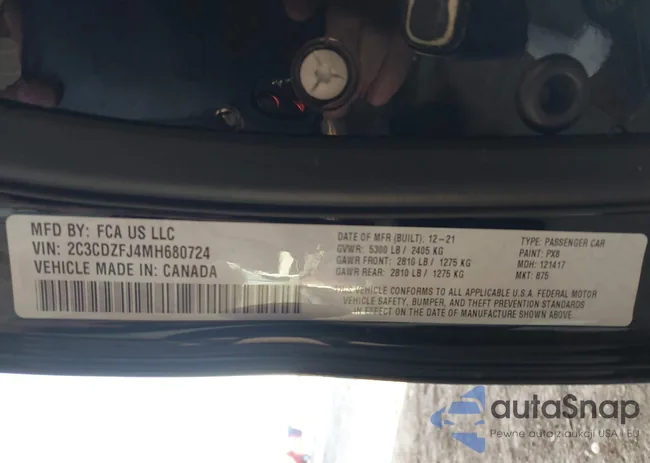 MFD BY: FCA US LLC
VIN: 2C3CDZFJ4MH680724
VEHICLE MADE IN: CANADA
DATE OF MFR (BUILT): 12-21
GVWR: 5300 LB / 2405 KG
GAWR FRONT: 2810 LB / 1275 KG
GAWR REAR: 2810 LB / 1275 KG
TYPE: PASSENGER CAR
PAINT: PX8
MDH: 121417
MKT: 875
THIS VEHICLE CONFORMS TO ALL APPLICABLE U.S.A. FEDERAL MOTOR
VEHICLE SAFETY, BUMPER, AND THEFT PREVENTION STANDARDS
IN EFFECT ON THE DATE OF MANUFACTURE SHOWN ABOVE.
autoSnap
Pewne auto z aukcji USA i EU